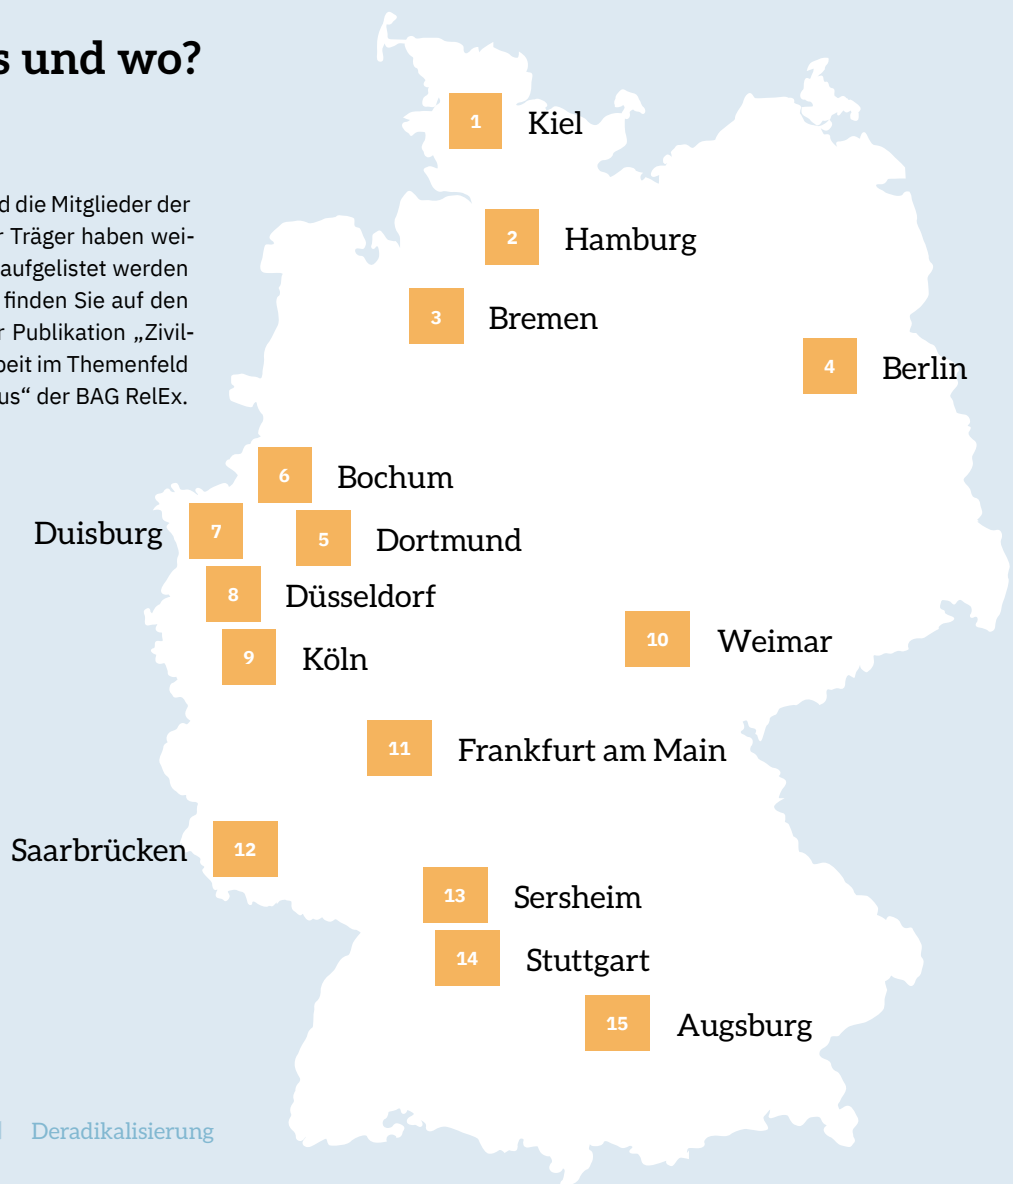 s und wo?
d die Mitglieder der
r Träger haben wei-
aufgelistet werden
finden Sie auf den
r Publikation „Zivil-
beit im Themenfeld
us“ der BAG RelEx.
1 Kiel
2 Hamburg
3 Bremen
4 Berlin
6 Bochum
Duisburg 7
5 Dortmund
8 Düsseldorf
10 Weimar
9 Köln
11 Frankfurt am Main
Saarbrücken 12
13 Sersheim
14 Stuttgart
15 Augsburg
Deradikalisierung